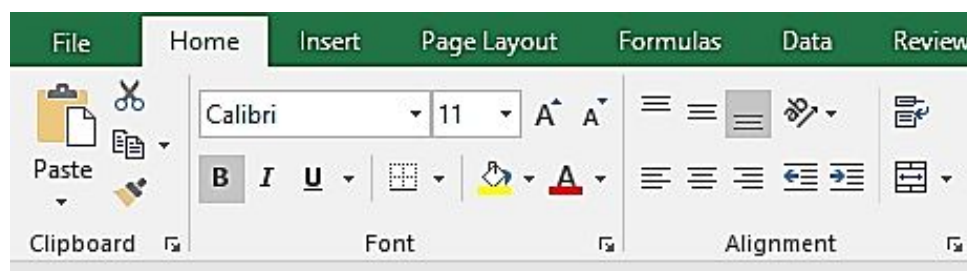 File Home Insert Page Layout Formulas Data Review
Calibri 11 A A
Paste B I U A
Clipboard Font Alignment